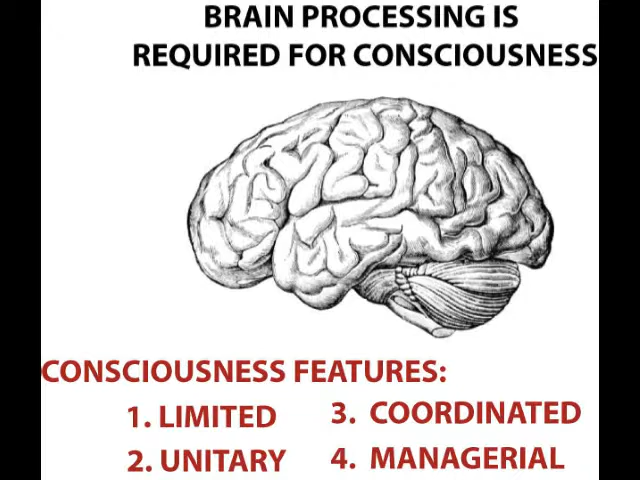 BRAIN PROCESSING IS
REQUIRED FOR CONSCIOUSNESS
CONSCIOUSNESS FEATURES:
1. LIMITED
2. UNITARY
3. COORDINATED
4. MANAGERIAL